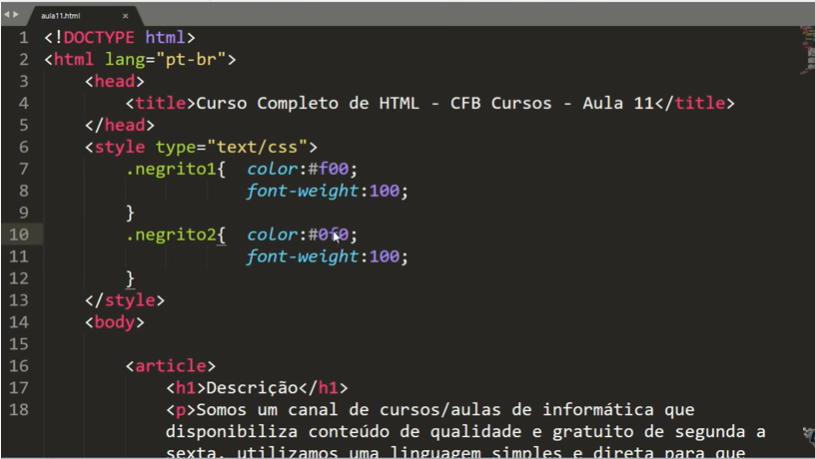 aula11.html
1 <!DOCTYPE html>
2 <html lang="pt-br">
3 <head>
4 <title>Curso Completo de HTML - CFB Cursos - Aula 11</title>
5 </head>
6 <style type="text/css">
7 .negrito1{ color:#f00;
8 font-weight:100;
9 }
10 .negrito2{ color:#0f0;
11 font-weight:100;
12 }
13 </style>
14 <body>
15
16 <article>
17 <h1>Descrição</h1>
18 <p>Somos um canal de cursos/aulas de informática que
disponibiliza conteúdo de qualidade e gratuito de segunda a
sexta, utilizamos uma linguagem simples e direta para que